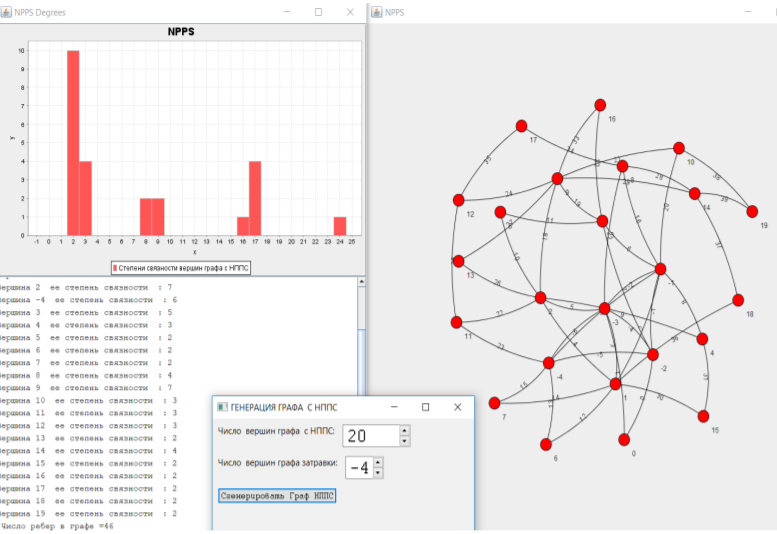 NPPS Degrees
NPPS
y
10
9
8
7
6
5
4
3
2
1
0
-1 0 1 2 3 4 5 6 7 8 9 10 11 12 13 14 15 16 17 18 19 20 21 22 23 24 25
x
Степени связности вершин графа с НППС
Вершина 2 ее степень связности : 7
Вершина -4 ее степень связности : 6
Вершина 3 ее степень связности : 5
Вершина 4 ее степень связности : 3
Вершина 5 ее степень связности : 2
Вершина 6 ее степень связности : 2
Вершина 7 ее степень связности : 2
Вершина 8 ее степень связности : 4
Вершина 9 ее степень связности : 7
Вершина 10 ее степень связности : 3
Вершина 11 ее степень связности : 3
Вершина 12 ее степень связности : 3
Вершина 13 ее степень связности : 2
Вершина 14 ее степень связности : 4
Вершина 15 ее степень связности : 2
Вершина 16 ее степень связности : 2
Вершина 17 ее степень связности : 2
Вершина 18 ее степень связности : 2
Вершина 19 ее степень связности : 2
Число ребер в графе =46
ГЕНЕРАЦИЯ ГРАФА С НППС
Число вершин графа с НППС:
20
Число вершин графа затравки:
-4
Сгенерировать Граф НППС
NPPS
16
17
10
9
14
12
19
13
-1
2
-3
18
11
4
-2
-4
1
7
15
6
0